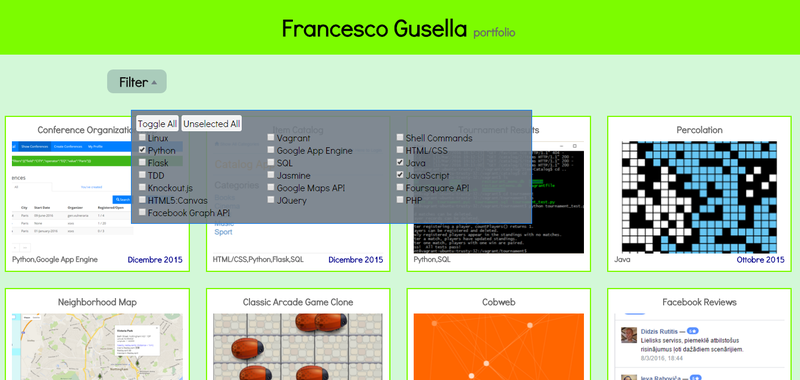 Francesco Gusella portfolio
Filter
Toggle All Unselected All
Linux Vagrant Shell Commands
Python Google App Engine HTML/CSS
Flask SQL Java
TDD Jasmine JavaScript
Knockout.js Google Maps API Foursquare API
HTML5:Canvas JQuery PHP
Facebook Graph API
Conference Organization
Tournament Results
Percolation
Python,Google App Engine Dicembre 2015
HTML/CSS,Python,Flask,SQL Dicembre 2015
Python,SQL
Java Ottobre 2015
Neighborhood Map
Classic Arcade Game Clone
Cobweb
Facebook Reviews
Didzis Rutitis
Lielisks serviss, piemeklē atbilstošus
risinājumus ļoti dažādiem scenārijiem.
8/3/2016, 18:44